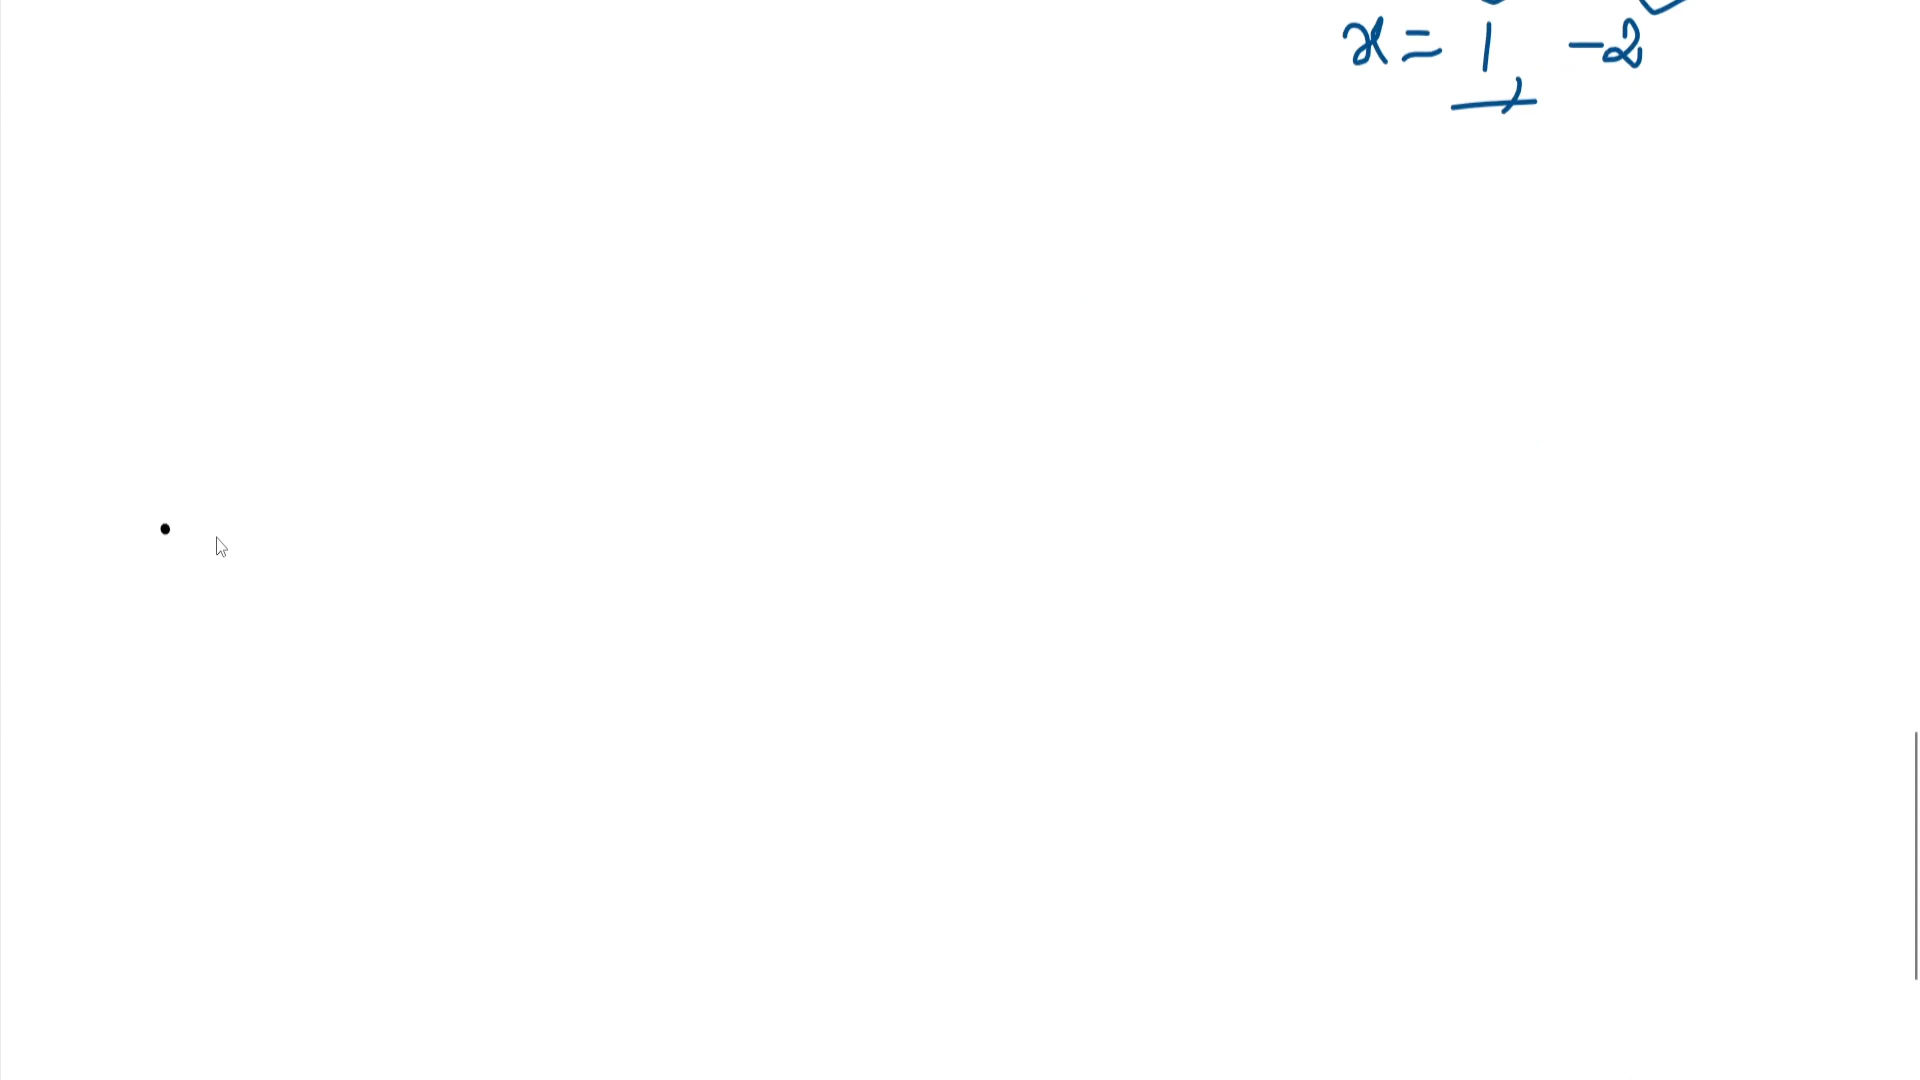 x = 1, -2